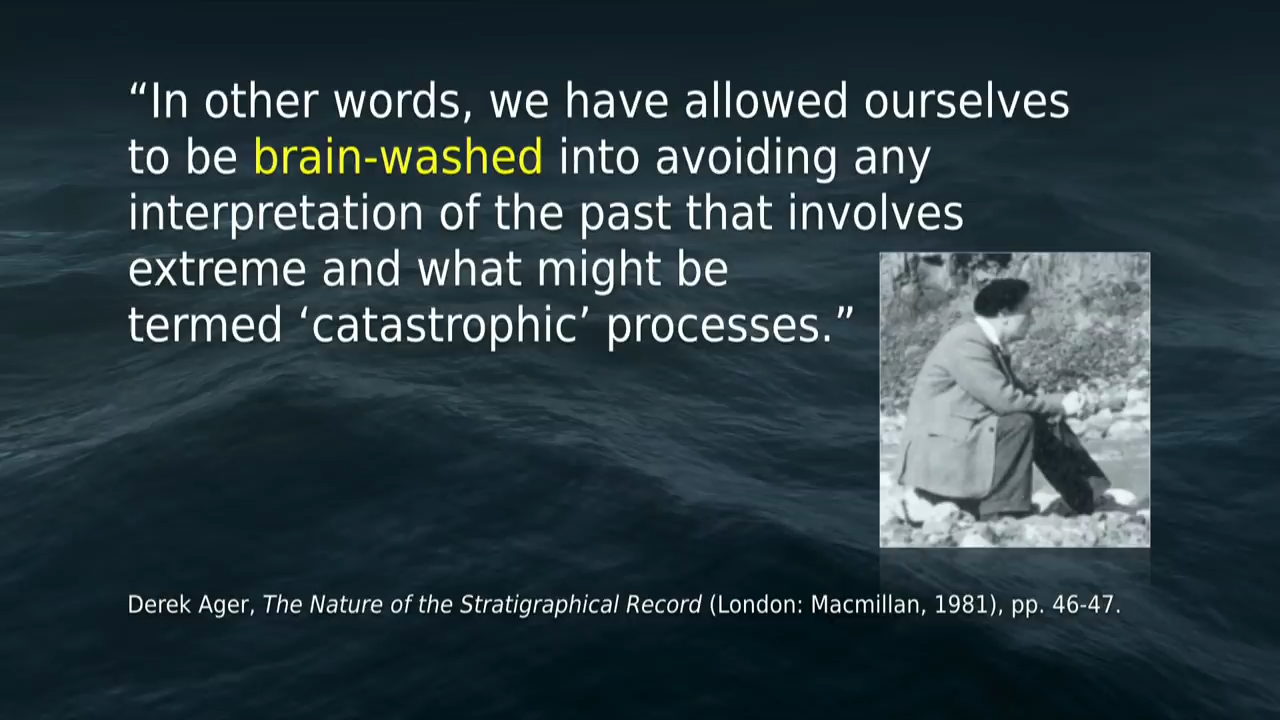 “In other words, we have allowed ourselves
to be brain-washed into avoiding any
interpretation of the past that involves
extreme and what might be
termed ‘catastrophic’ processes.”
Derek Ager, The Nature of the Stratigraphical Record (London: Macmillan, 1981), pp. 46-47.